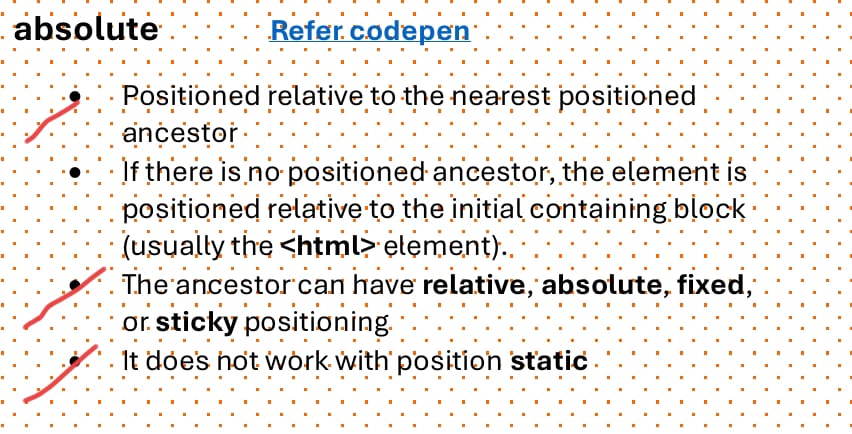 absolute Refer codepen
• Positioned relative to the nearest positioned
ancestor
• If there is no positioned ancestor, the element is
positioned relative to the initial containing block
(usually the <html> element).
• The ancestor can have relative, absolute, fixed,
or sticky positioning
• It does not work with position static